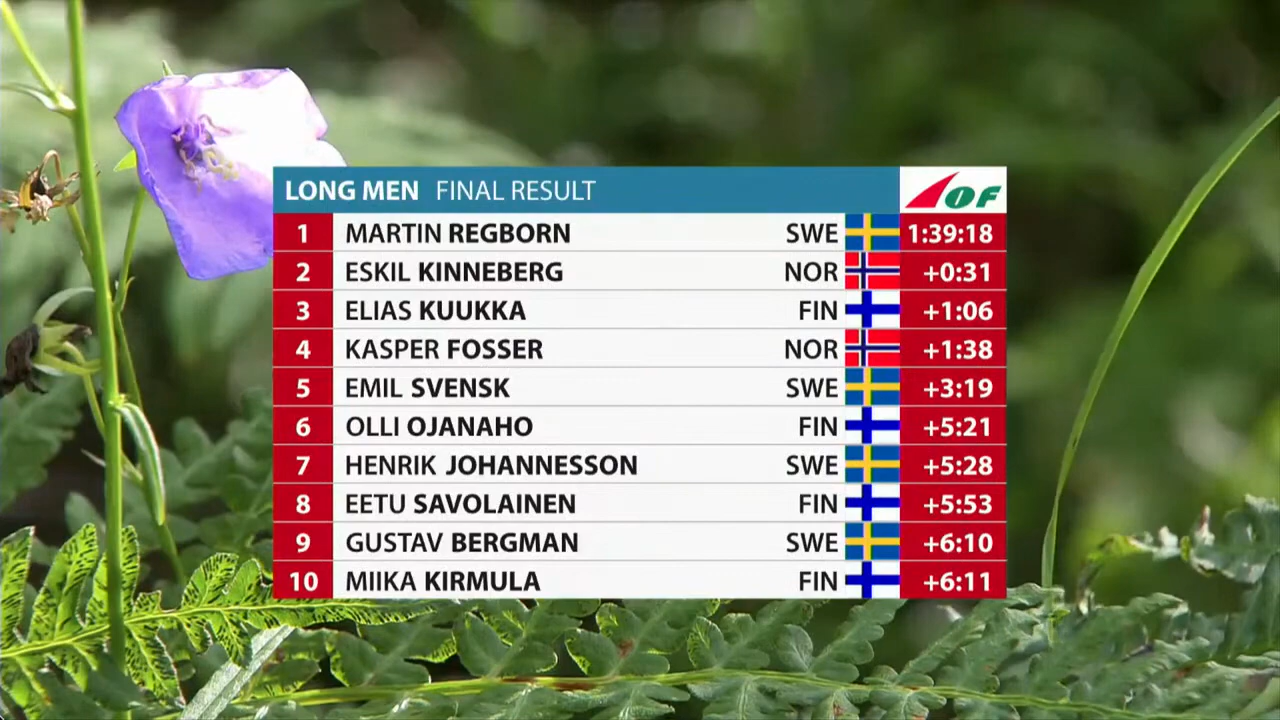 LONG MEN FINAL RESULT IOF
1 MARTIN REGBORN SWE 1:39:18
2 ESKIL KINNEBERG NOR +0:31
3 ELIAS KUUKKA FIN +1:06
4 KASPER FOSSER NOR +1:38
5 EMIL SVENSK SWE +3:19
6 OLLI OJANAHO FIN +5:21
7 HENRIK JOHANNESSON SWE +5:28
8 EETU SAVOLAINEN FIN +5:53
9 GUSTAV BERGMAN SWE +6:10
10 MIIKA KIRMULA FIN +6:11